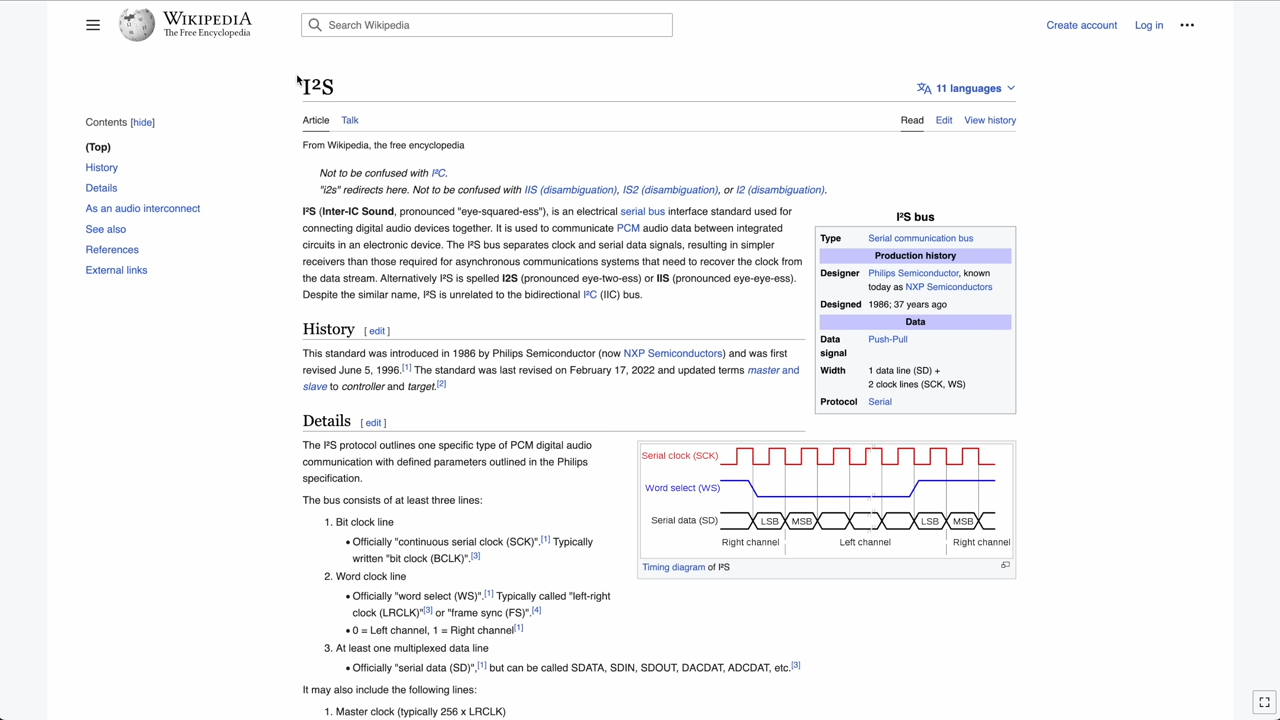 WIKIPEDIA
The Free Encyclopedia
Search Wikipedia
Create account
Log in
I²S
11 languages
Contents [hide]
(Top)
History
Details
As an audio interconnect
See also
References
External links
Article
Talk
Read
Edit
View history
From Wikipedia, the free encyclopedia
Not to be confused with I²C.
"i2s" redirects here. Not to be confused with IIS (disambiguation), IS2 (disambiguation), or I2 (disambiguation).
I²S (Inter-IC Sound, pronounced "eye-squared-ess"), is an electrical serial bus interface standard used for
connecting digital audio devices together. It is used to communicate PCM audio data between integrated
circuits in an electronic device. The I²S bus separates clock and serial data signals, resulting in simpler
receivers than those required for asynchronous communications systems that need to recover the clock from
the data stream. Alternatively I²S is spelled I2S (pronounced eye-two-ess) or IIS (pronounced eye-eye-ess).
Despite the similar name, I²S is unrelated to the bidirectional I²C (IIC) bus.
I²S bus
Type Serial communication bus
Production history
Designer Philips Semiconductor, known
today as NXP Semiconductors
Designed 1986; 37 years ago
Data
Data Push-Pull
signal
Width 1 data line (SD) +
2 clock lines (SCK, WS)
Protocol Serial
History [ edit ]
This standard was introduced in 1986 by Philips Semiconductor (now NXP Semiconductors) and was first
revised June 5, 1996.[1] The standard was last revised on February 17, 2022 and updated terms master and
slave to controller and target.[2]
Details [ edit ]
The I²S protocol outlines one specific type of PCM digital audio
communication with defined parameters outlined in the Philips
specification.
The bus consists of at least three lines:
1. Bit clock line
• Officially "continuous serial clock (SCK)".[1] Typically
written "bit clock (BCLK)".[3]
2. Word clock line
• Officially "word select (WS)".[1] Typically called "left-right
clock (LRCLK)"[3] or "frame sync (FS)".[4]
• 0 = Left channel, 1 = Right channel[1]
3. At least one multiplexed data line
• Officially "serial data (SD)",[1] but can be called SDATA, SDIN, SDOUT, DACDAT, ADCDAT, etc.[3]
It may also include the following lines:
1. Master clock (typically 256 x LRCLK)
Serial clock (SCK)
Word select (WS)
Serial data (SD) LSB MSB LSB MSB
Right channel Left channel Right channel
Timing diagram of I²S